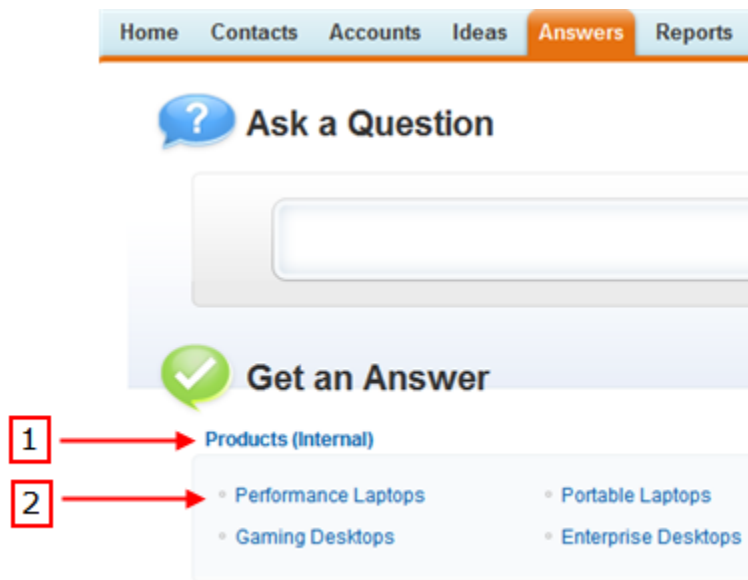 Home Contacts Accounts Ideas Answers Reports
? Ask a Question
Get an Answer
1 Products (Internal)
2 Performance Laptops Portable Laptops
Gaming Desktops Enterprise Desktops